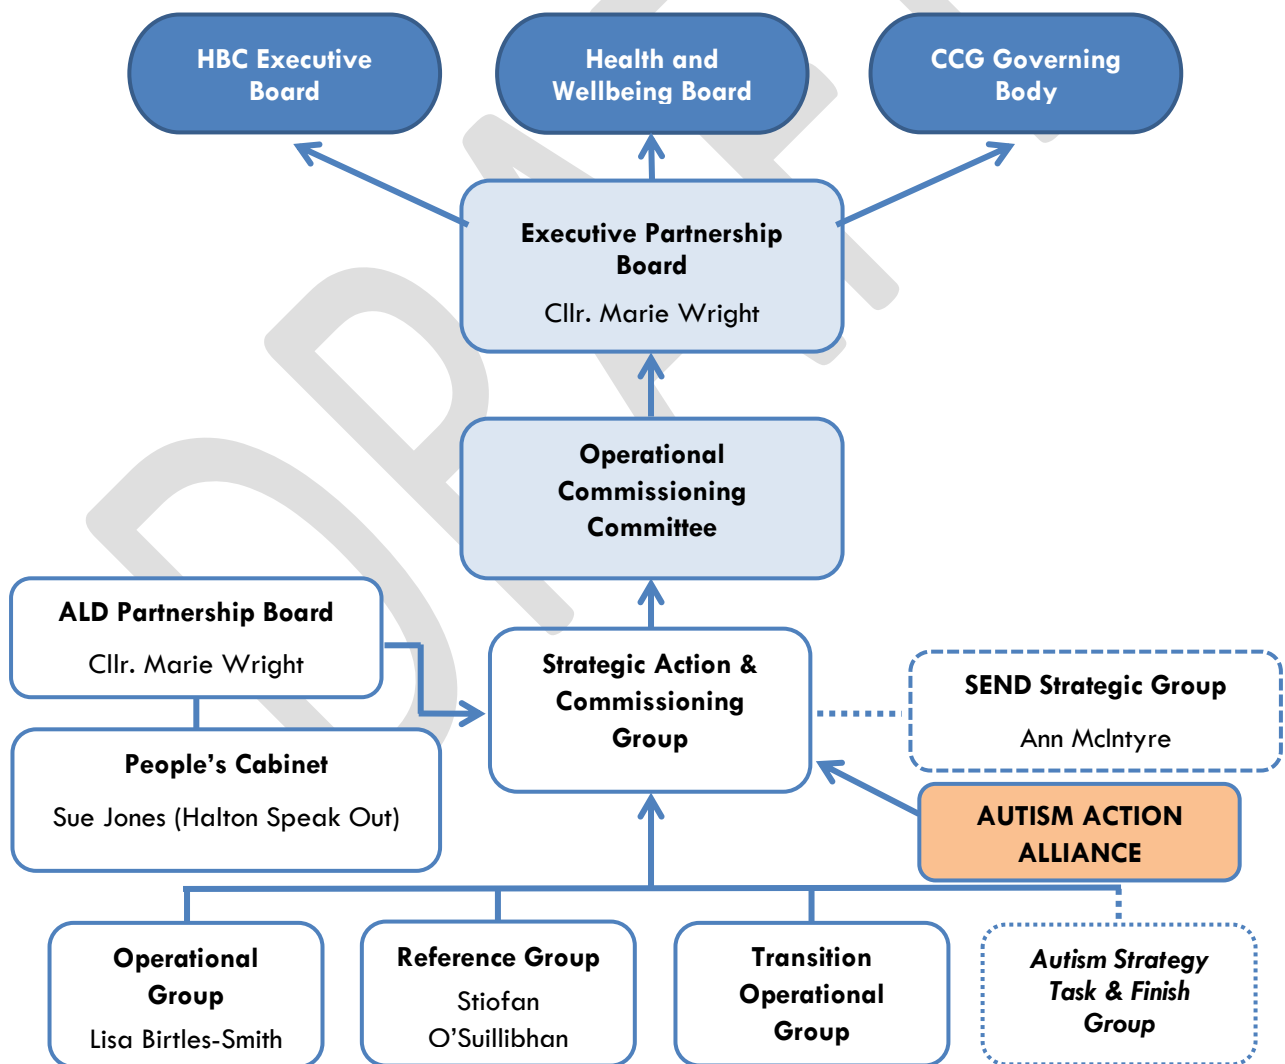 HBC Executive
Board
Health and
Wellbeing Board
CCG Governing
Body
Executive Partnership
Board
Cllr. Marie Wright
Operational
Commissioning
Committee
ALD Partnership Board
Cllr. Marie Wright
Strategic Action &
Commissioning
Group
SEND Strategic Group
Ann McIntyre
People's Cabinet
Sue Jones (Halton Speak Out)
AUTISM ACTION
ALLIANCE
Operational
Group
Lisa Birtles-Smith
Reference Group
Stiofan
O'Suillibhan
Transition
Operational
Group
Autism Strategy
Task & Finish
Group
DRAFT